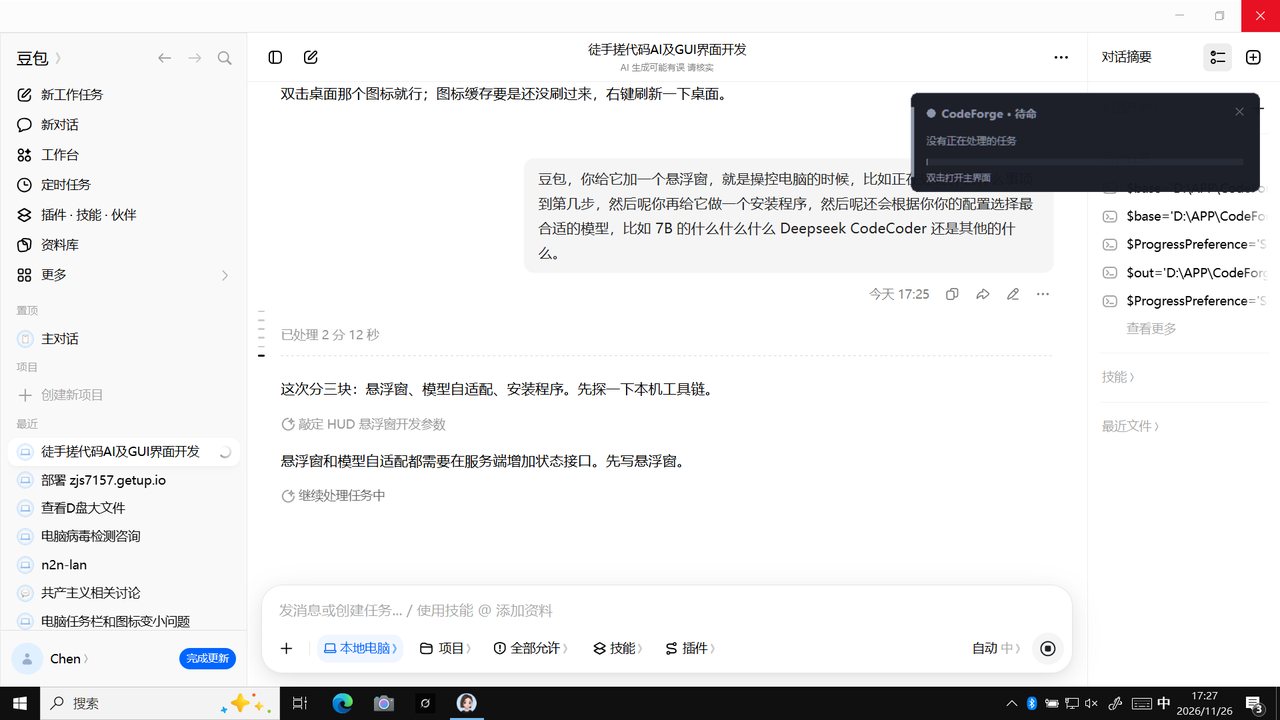 豆包
新工作任务
新对话
工作台
定时任务
插件 · 技能 · 伙伴
资料库
更多
置顶
主对话
项目
创建新项目
最近
徒手搓代码AI及GUI界面开发
部署 zjs7157.getup.io
查看D盘大文件
电脑病毒检测咨询
n2n-lan
共产主义相关讨论
电脑任务栏和图标变小问题
Chen
完成更新
徒手搓代码AI及GUI界面开发
AI 生成可能有误 请核实
双击桌面那个图标就行；图标缓存要是还没刷过来，右键刷新一下桌面。
豆包，你给它加一个悬浮窗，就是操控电脑的时候，比如正在
到第几步，然后呢你再给它做一个安装程序，然后呢还会根据你你的配置选择最
合适的模型，比如 7B 的什么什么什么 Deepseek CodeCoder 还是其他的什
么。
今天 17:25
已处理 2 分 12 秒
这次分三块：悬浮窗、模型自适配、安装程序。先探一下本机工具链。
敲定 HUD 悬浮窗开发参数
悬浮窗和模型自适配都需要在服务端增加状态接口。先写悬浮窗。
继续处理任务中
发消息或创建任务... / 使用技能 @ 添加资料
本地电脑
项目
全部允许
技能
插件
自动 中
对话摘要
CodeForge • 待命
没有正在处理的任务
双击打开主界面
$base='D:\APP\CodeFo
$base='D:\APP\CodeFo
$ProgressPreference='S
$out='D:\APP\CodeForg
$ProgressPreference='S
查看更多
技能
最近文件
搜索
中
17:27
2026/11/26
3